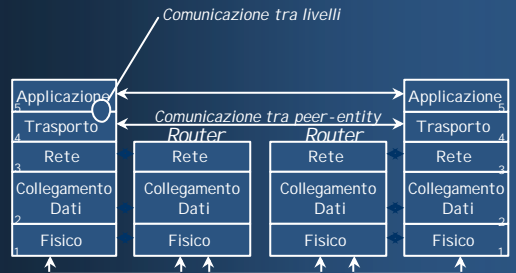 Comunicazione tra livelli
Applicazione
5
Applicazione
5
Comunicazione tra peer-entity
Trasporto
4
Router
Router
Trasporto
4
Rete
3
Rete
Rete
Rete
3
Collegamento
Dati
2
Collegamento
Dati
Collegamento
Dati
Collegamento
Dati
2
Fisico
1
Fisico
Fisico
Fisico
1